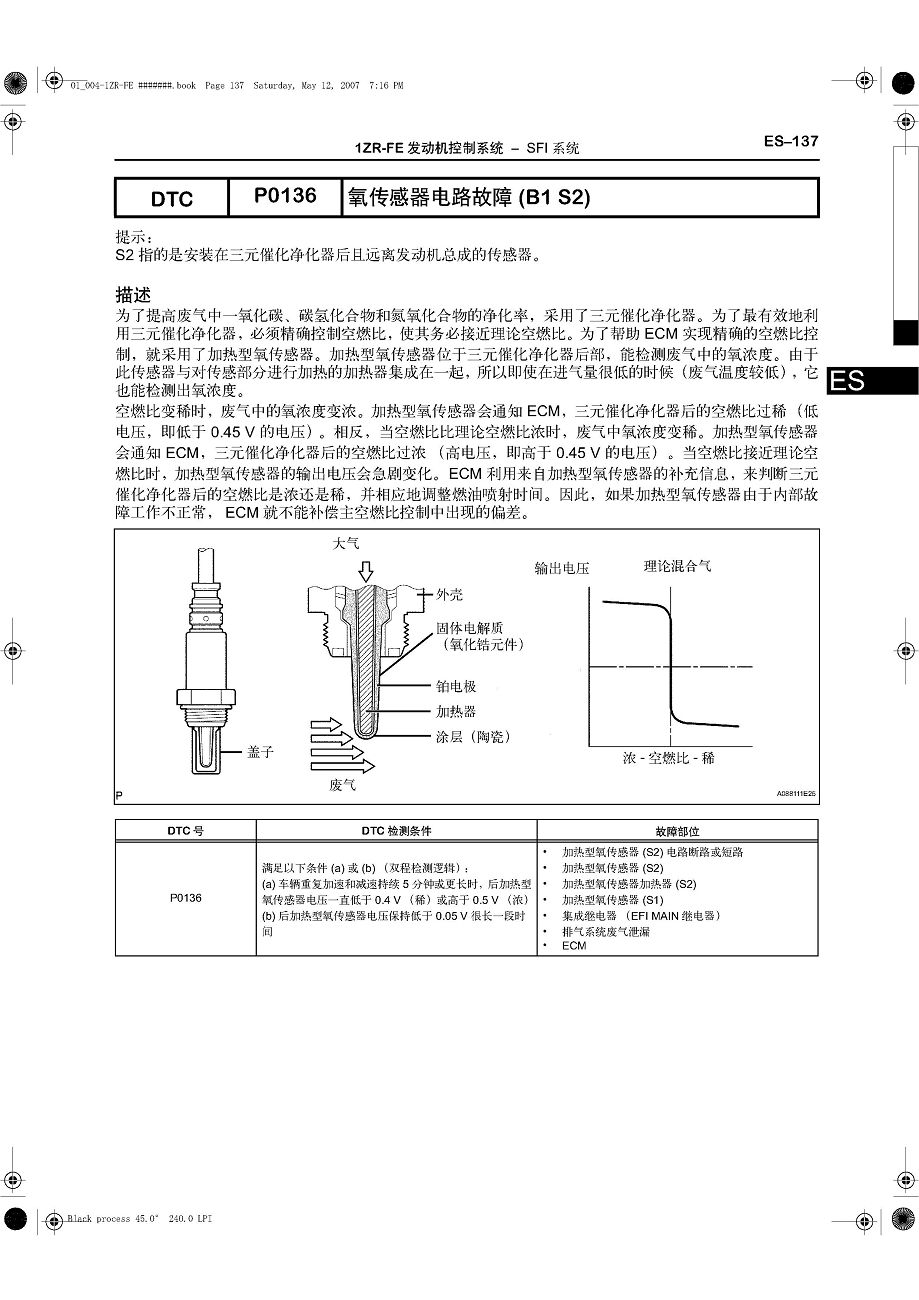 01_004-1ZR-FE #######.book Page 137 Saturday, May 12, 2007 7:16 PM
1ZR-FE 发动机控制系统 – SFI 系统
ES–137
DTC P0136 氧传感器电路故障 (B1 S2)
提示：
S2 指的是安装在三元催化净化器后且远离发动机总成的传感器。
描述
为了提高废气中一氧化碳、碳氢化合物和氮氧化合物的净化率，采用了三元催化净化器。为了最有效地利
用三元催化净化器，必须精确控制空燃比，使其务必接近理论空燃比。为了帮助 ECM 实现精确的空燃比控
制，就采用了加热型氧传感器。加热型氧传感器位于三元催化净化器后部，能检测废气中的氧浓度。由于
此传感器与对传感部分进行加热的加热器集成在一起，所以即使在进气量很低的时候（废气温度较低），它
也能检测出氧浓度。
ES
空燃比变稀时，废气中的氧浓度变浓。加热型氧传感器会通知 ECM，三元催化净化器后的空燃比过稀（低
电压，即低于 0.45 V 的电压）。相反，当空燃比比理论空燃比浓时，废气中氧浓度变稀。加热型氧传感器
会通知 ECM，三元催化净化器后的空燃比过浓 （高电压，即高于 0.45 V 的电压）。当空燃比接近理论空
燃比时，加热型氧传感器的输出电压会急剧变化。ECM 利用来自加热型氧传感器的补充信息，来判断三元
催化净化器后的空燃比是浓还是稀，并相应地调整燃油喷射时间。因此，如果加热型氧传感器由于内部故
障工作不正常， ECM 就不能补偿主空燃比控制中出现的偏差。
大气
外壳
固体电解质
（氧化锆元件）
铂电极
加热器
涂层（陶瓷）
盖子
废气
输出电压
理论混合气
浓 - 空燃比 - 稀
P
A088111E25
DTC 号 DTC 检测条件 故障部位
P0136
满足以下条件 (a) 或 (b) （双程检测逻辑）：
(a) 车辆重复加速和减速持续 5 分钟或更长时，后加热型
氧传感器电压一直低于 0.4 V （稀）或高于 0.5 V （浓）
(b) 后加热型氧传感器电压保持低于 0.05 V 很长一段时
间
• 加热型氧传感器 (S2) 电路断路或短路
• 加热型氧传感器 (S2)
• 加热型氧传感器加热器 (S2)
• 加热型氧传感器 (S1)
• 集成继电器 （EFI MAIN 继电器）
• 排气系统废气泄漏
• ECM
Black process 45.0° 240.0 LPI